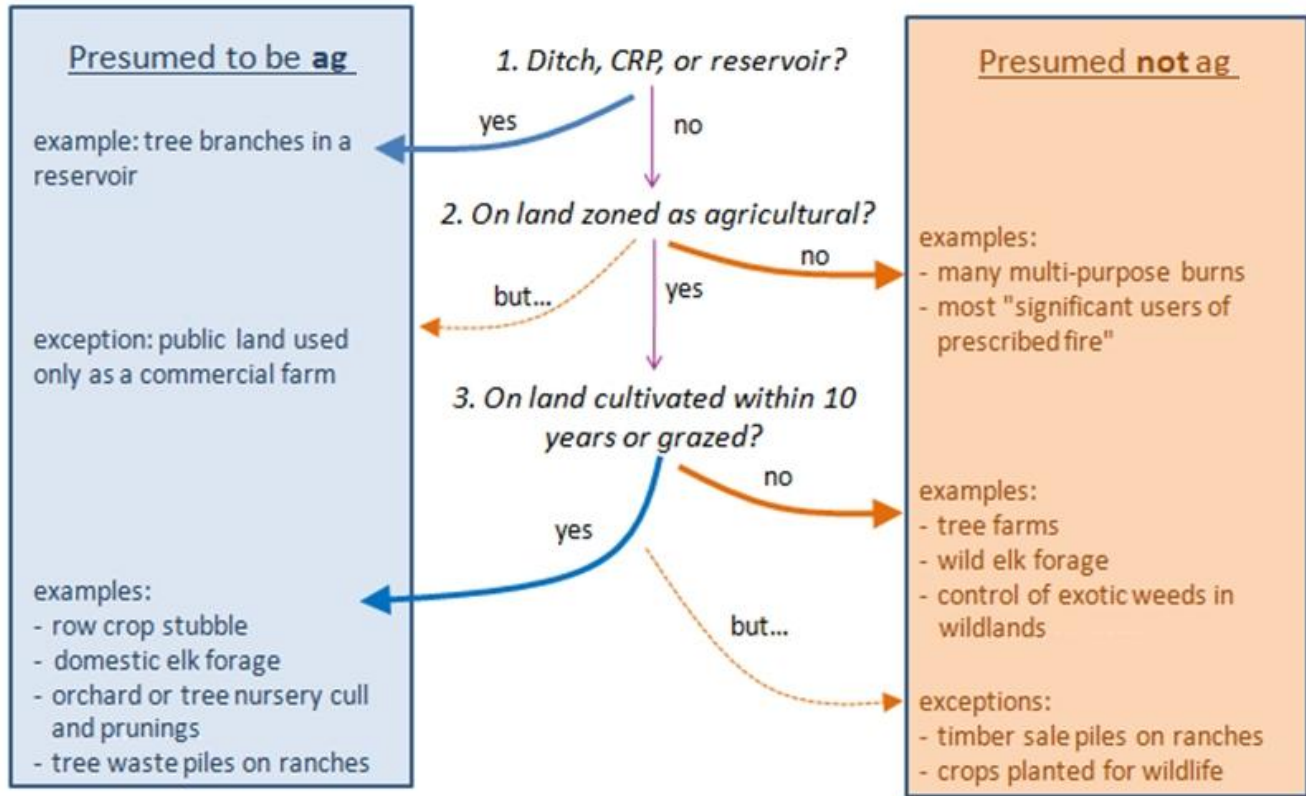 Presumed to be ag
example: tree branches in a
reservoir
exception: public land used
only as a commercial farm
examples:
- row crop stubble
- domestic elk forage
- orchard or tree nursery cull
and prunings
- tree waste piles on ranches
1. Ditch, CRP, or reservoir?
yes
no
2. On land zoned as agricultural?
but...
yes
no
3. On land cultivated within 10
years or grazed?
yes
no
but...
Presumed not ag
examples:
- many multi-purpose burns
- most "significant users of
prescribed fire"
examples:
- tree farms
- wild elk forage
- control of exotic weeds in
wildlands
exceptions:
- timber sale piles on ranches
- crops planted for wildlife